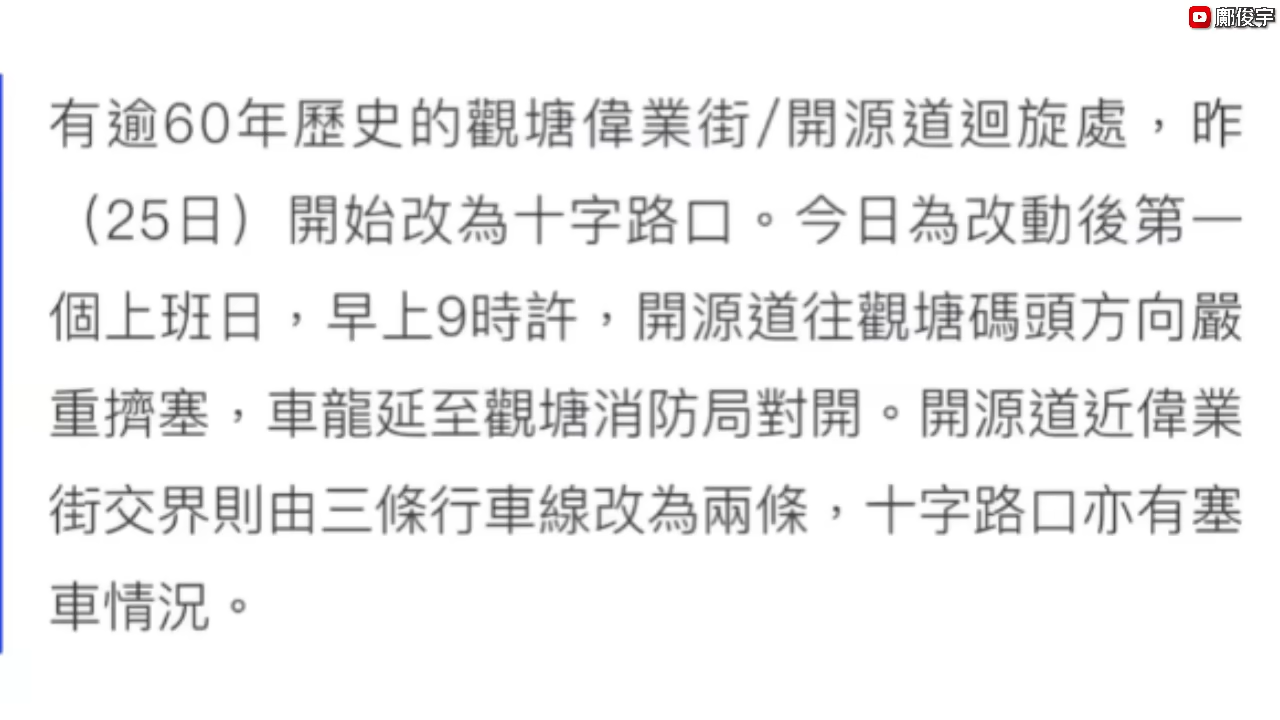 鄺俊宇
有逾60年歷史的觀塘偉業街/開源道迴旋處，昨
（25日）開始改為十字路口。今日為改動後第一
個上班日，早上9時許，開源道往觀塘碼頭方向嚴
重擠塞，車龍延至觀塘消防局對開。開源道近偉業
街交界則由三條行車線改為兩條，十字路口亦有塞
車情況。